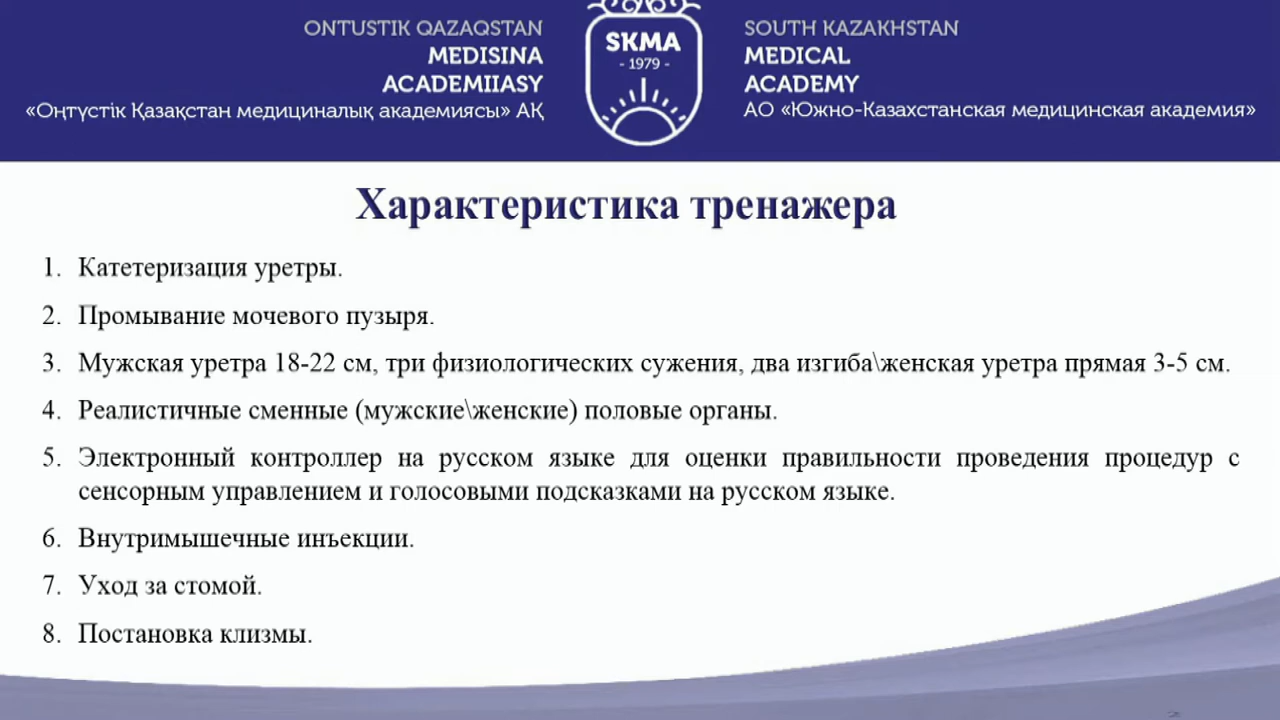 ONTUSTIK QAZAQSTAN
MEDISINA
ACADEMIIASY
«Оңтүстік Қазақстан медициналық академиясы» АҚ
SKMA
- 1979 -
SOUTH KAZAKHSTAN
MEDICAL
ACADEMY
АО «Южно-Казахстанская медицинская академия»
Характеристика тренажера
1. Катетеризация уретры.
2. Промывание мочевого пузыря.
3. Мужская уретра 18-22 см, три физиологических сужения, два изгиба\женская уретра прямая 3-5 см.
4. Реалистичные сменные (мужские\женские) половые органы.
5. Электронный контроллер на русском языке для оценки правильности проведения процедур с
сенсорным управлением и голосовыми подсказками на русском языке.
6. Внутримышечные инъекции.
7. Уход за стомой.
8. Постановка клизмы.